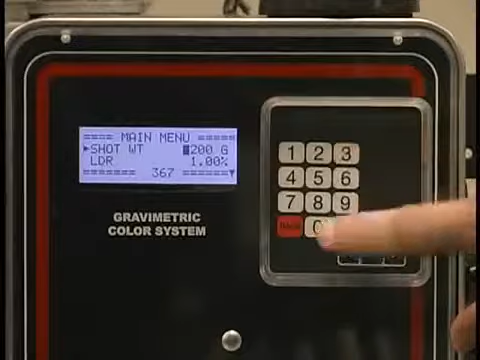 ==== MAIN MENU =====
▶SHOT WT █200 G
LDR 1.00%
======= 367 ======▼
GRAVIMETRIC
COLOR SYSTEM
1 2 3
4 5 6
7 8 9
0